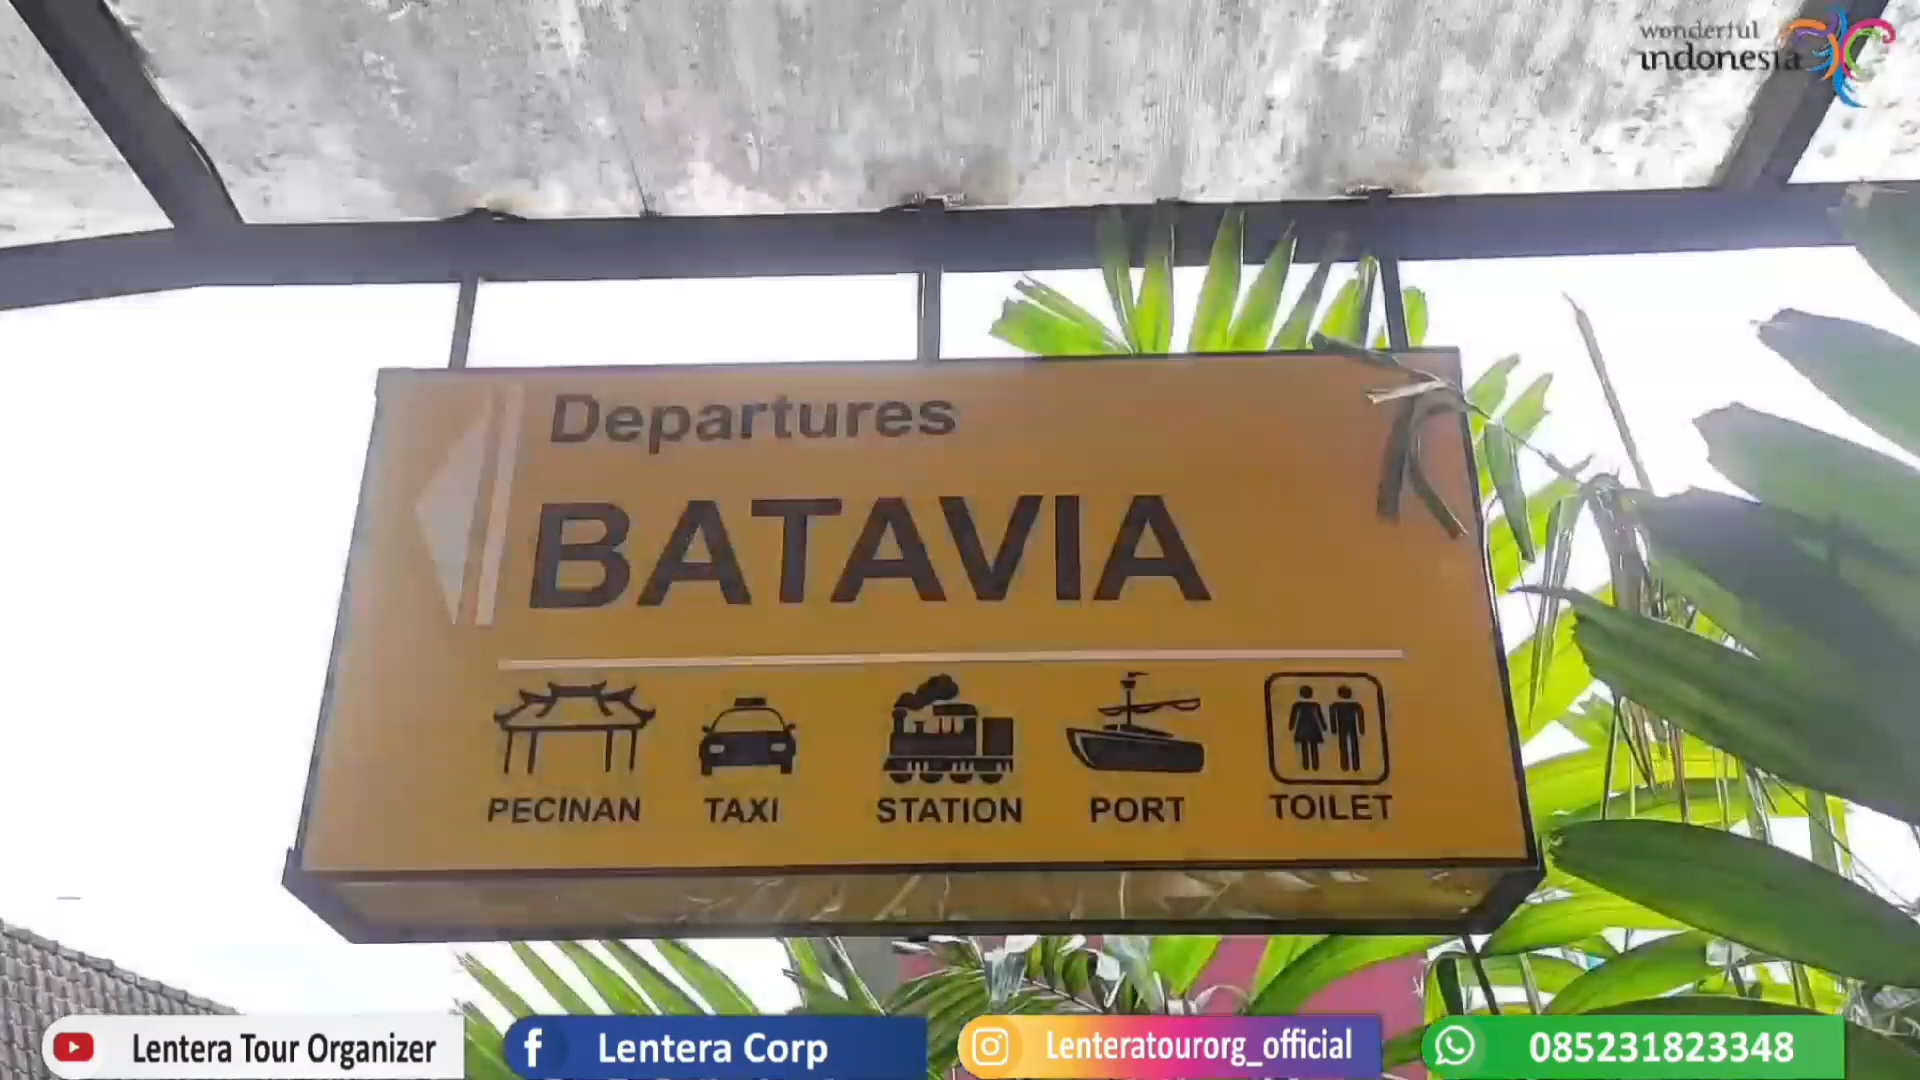 wonderful
indonesia
Departures
BATAVIA
PECINAN TAXI STATION PORT TOILET
Lentera Tour Organizer Lentera Corp Lenteratourorg_official 085231823348